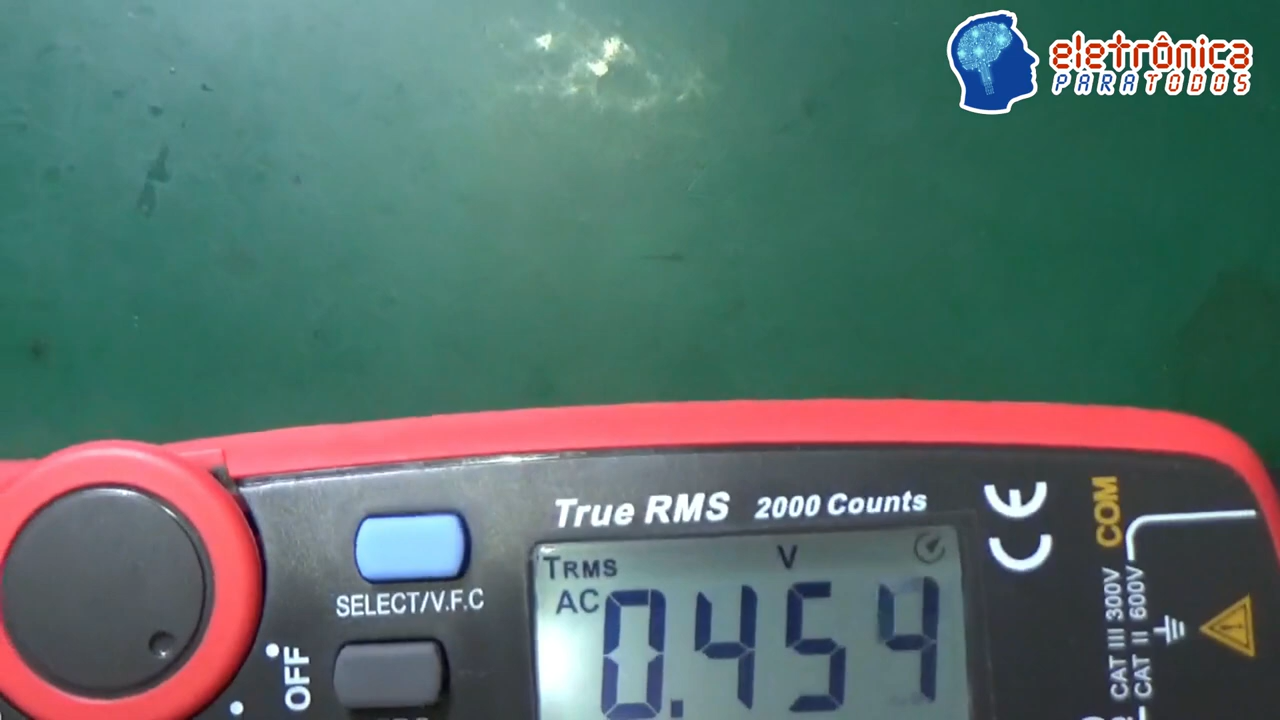 eletrônica
PARATODOS
True RMS 2000 Counts
TRMS
V
AC
0.454
SELECT/V.F.C
OFF
COM
CE
CAT III 300V
CAT II 600V